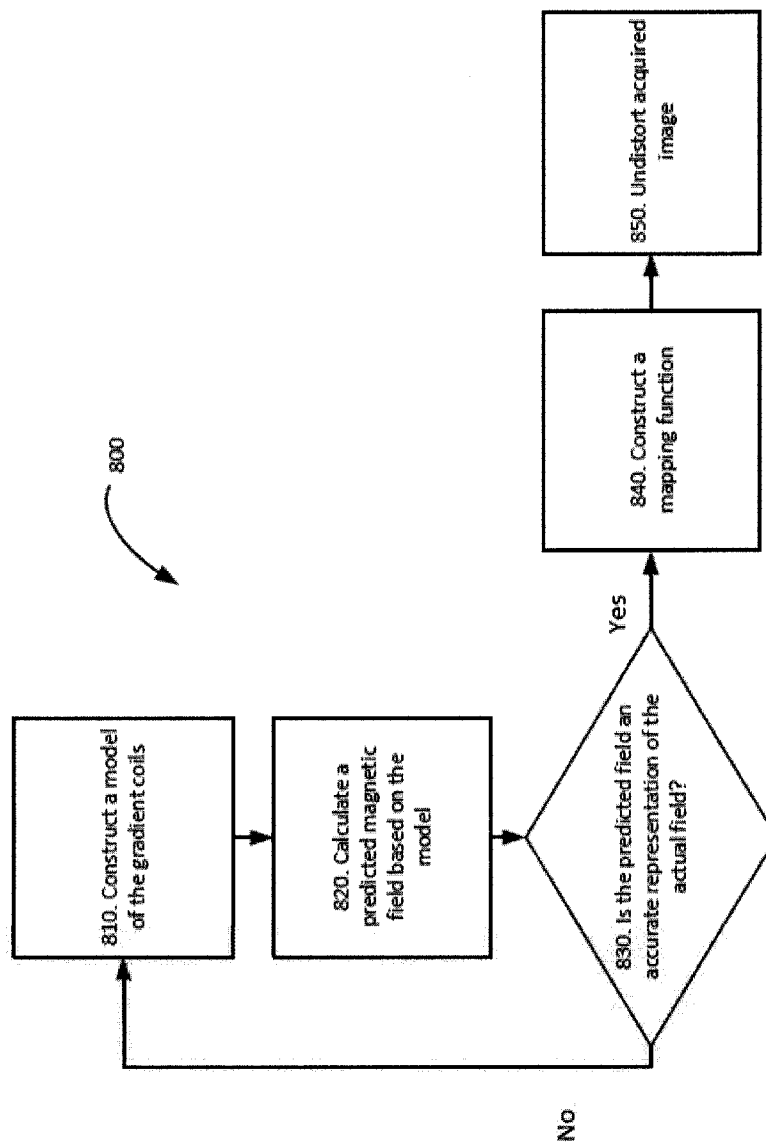 800
810. Construct a model
of the gradient coils
820. Calculate a
predicted magnetic
field based on the
model
830. Is the predicted field an
accurate representation of the
actual field?
No
Yes
840. Construct a
mapping function
850. Undistort acquired
image